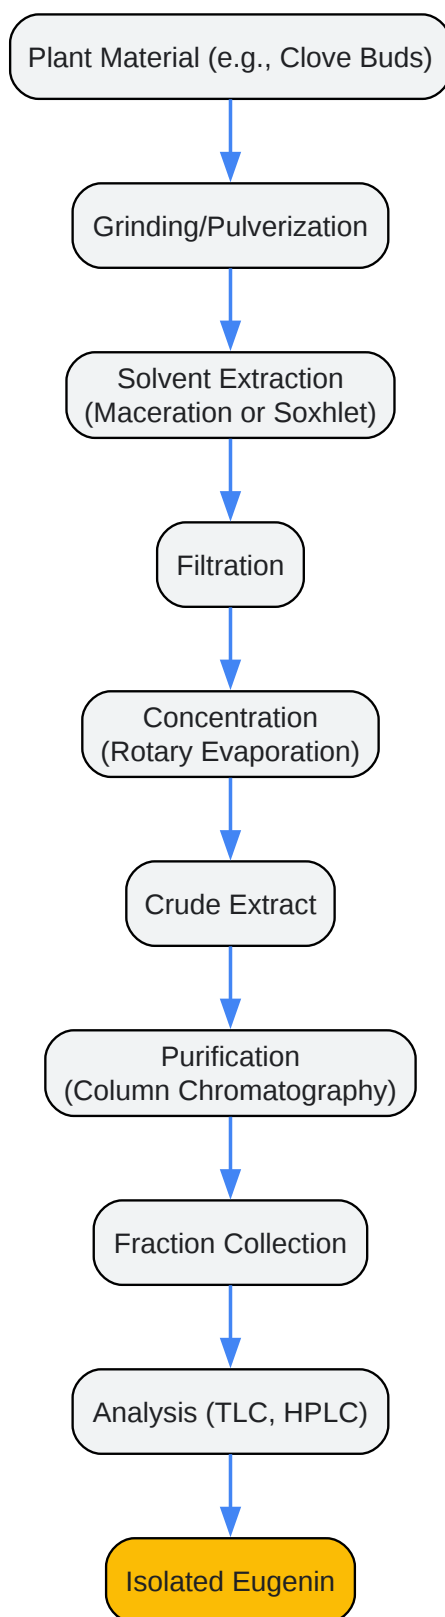 Plant Material (e.g., Clove Buds)
Grinding/Pulverization
Solvent Extraction
(Maceration or Soxhlet)
Filtration
Concentration
(Rotary Evaporation)
Crude Extract
Purification
(Column Chromatography)
Fraction Collection
Analysis (TLC, HPLC)
Isolated Eugenin